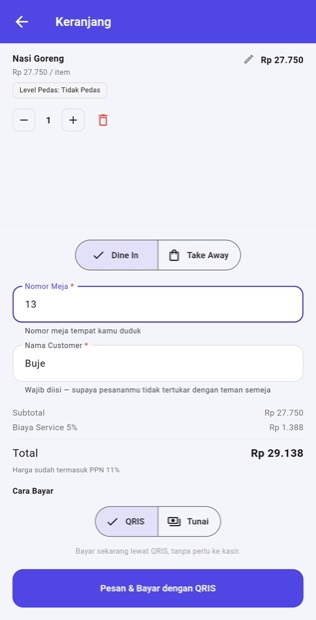 Keranjang
Nasi Goreng
Rp 27.750
Rp 27.750 / item
Level Pedas: Tidak Pedas
1
Dine In
Take Away
Nomor Meja *
13
Nomor meja tempat kamu duduk
Nama Customer *
Buje
Wajib diisi — supaya pesananmu tidak tertukar dengan teman semeja
Subtotal Rp 27.750
Biaya Service 5% Rp 1.388
Total Rp 29.138
Harga sudah termasuk PPN 11%
Cara Bayar
QRIS
Tunai
Bayar sekarang lewat QRIS, tanpa perlu ke kasir.
Pesan & Bayar dengan QRIS